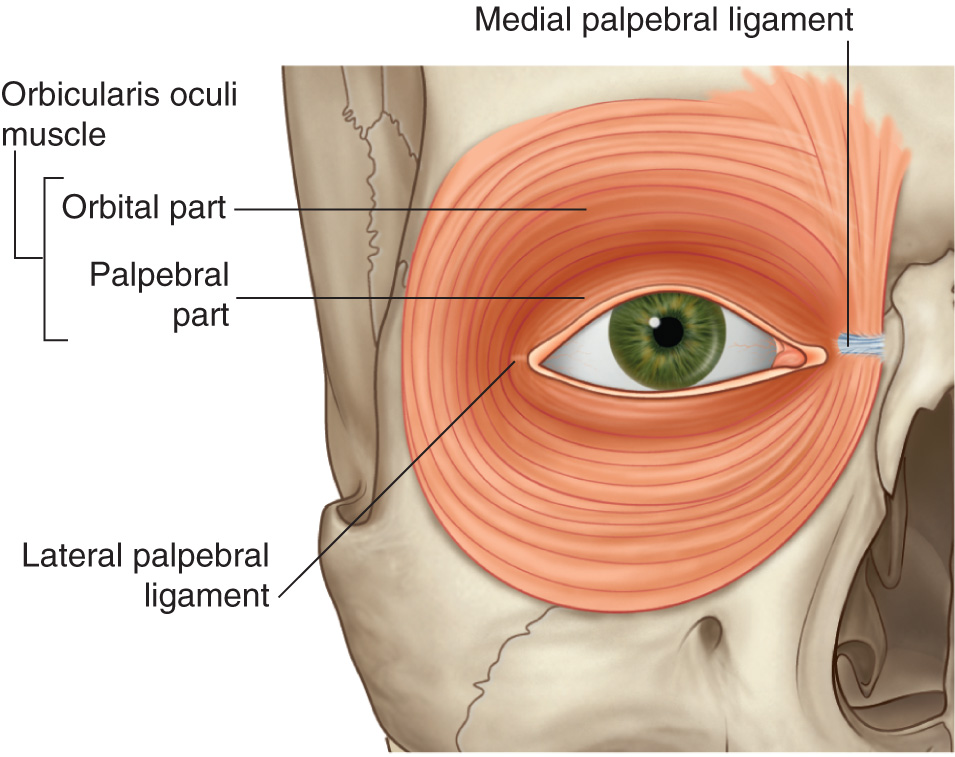 Medial palpebral ligament
Orbicularis oculi
muscle
Orbital part
Palpebral
part
Lateral palpebral
ligament